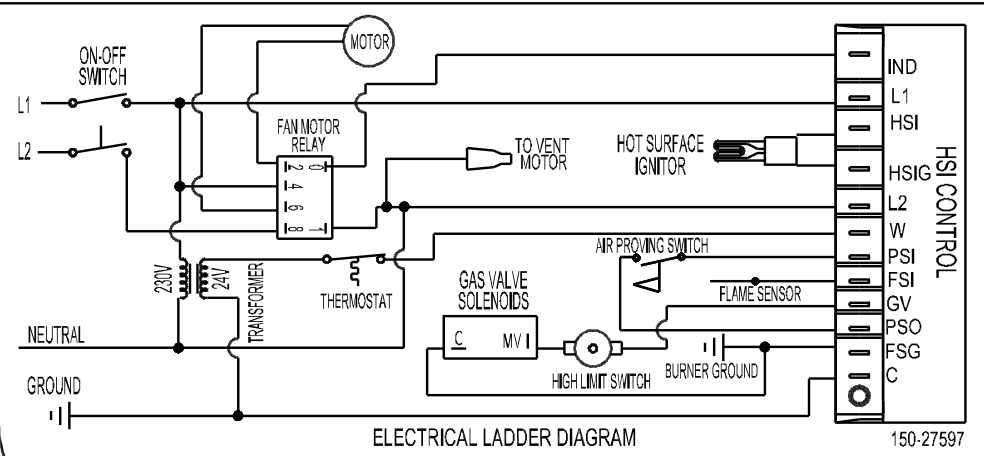 MOTOR
ON-OFF
SWITCH
IND
L1
L1
HSI
FAN MOTOR
RELAY
TO VENT
MOTOR
HOT SURFACE
IGNITOR
L2
2 0
4
6
8 1
HSIG
HSI CONTROL
L2
W
AIR PROVING SWITCH
PSI
230V
24V
TRANSFORMER
THERMOSTAT
GAS VALVE
SOLENOIDS
FSI
FLAME SENSOR
GV
NEUTRAL
C MV I
PSO
HIGH LIMIT SWITCH
BURNER GROUND
FSG
GROUND
C
ELECTRICAL LADDER DIAGRAM
150-27597